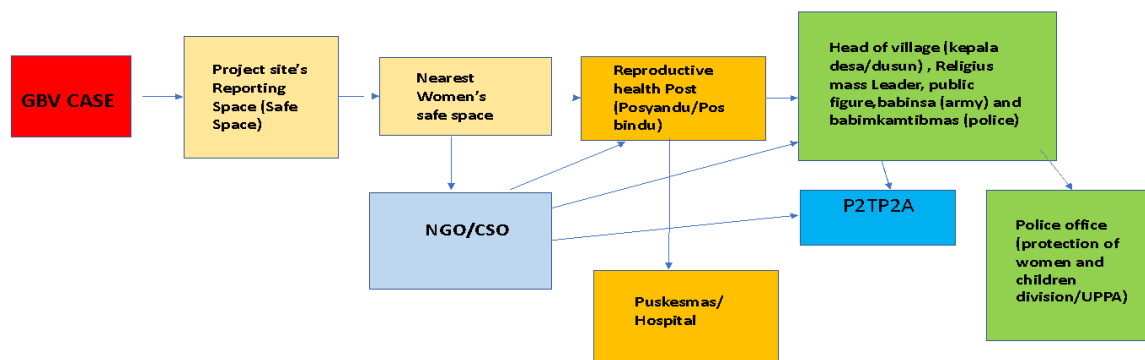 GBV CASE
Project site's
Reporting
Space (Safe
Space)
Nearest
Women's
safe space
Reproductive
health Post
(Posyandu/Pos
bindu)
Head of village (kepala
desa/dusun) , Religius
mass Leader, public
figure,babinsa (army) and
babimkamtibmas (police)
NGO/CSO
P2TP2A
Police office
(protection of
women and
children
division/UPPA)
Puskesmas/
Hospital